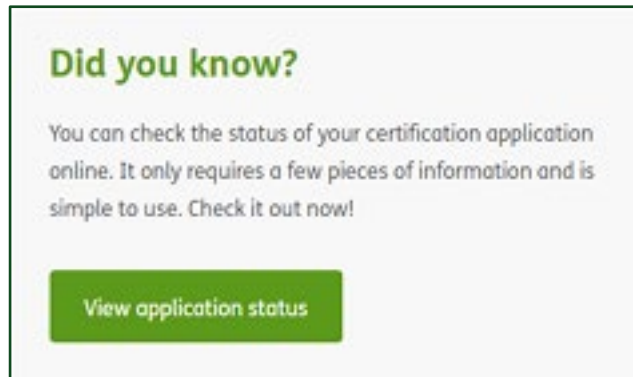 Did you know?
You can check the status of your certification application
online. It only requires a few pieces of information and is
simple to use. Check it out now!
View application status